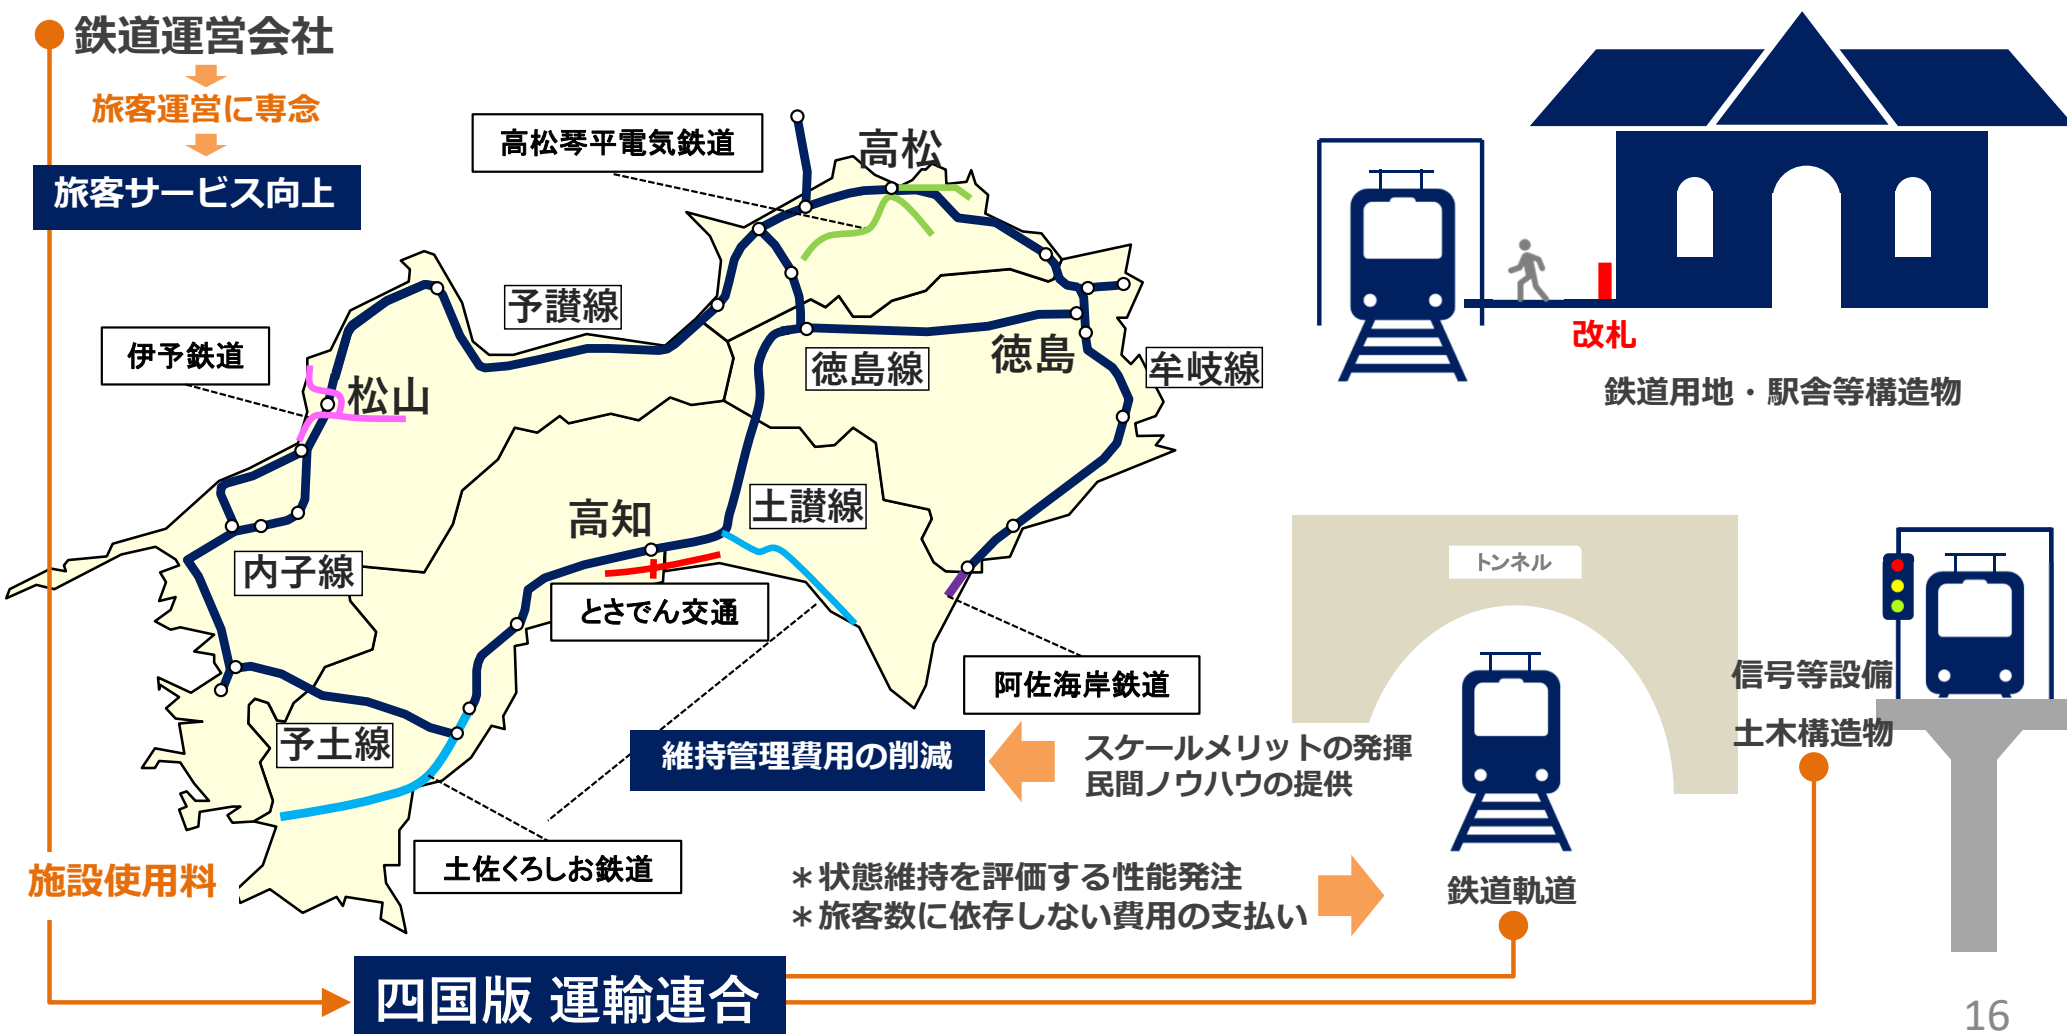 鉄道運営会社
旅客運営に専念
旅客サービス向上
高松琴平電気鉄道
高松
予讃線
伊予鉄道
松山
徳島線
徳島
牟岐線
高知
土讃線
内子線
とさでん交通
阿佐海岸鉄道
予土線
土佐くろしお鉄道
改札
鉄道用地・駅舎等構造物
トンネル
信号等設備
土木構造物
維持管理費用の削減
スケールメリットの発揮
民間ノウハウの提供
＊状態維持を評価する性能発注
＊旅客数に依存しない費用の支払い
鉄道軌道
施設使用料
四国版 運輸連合
16